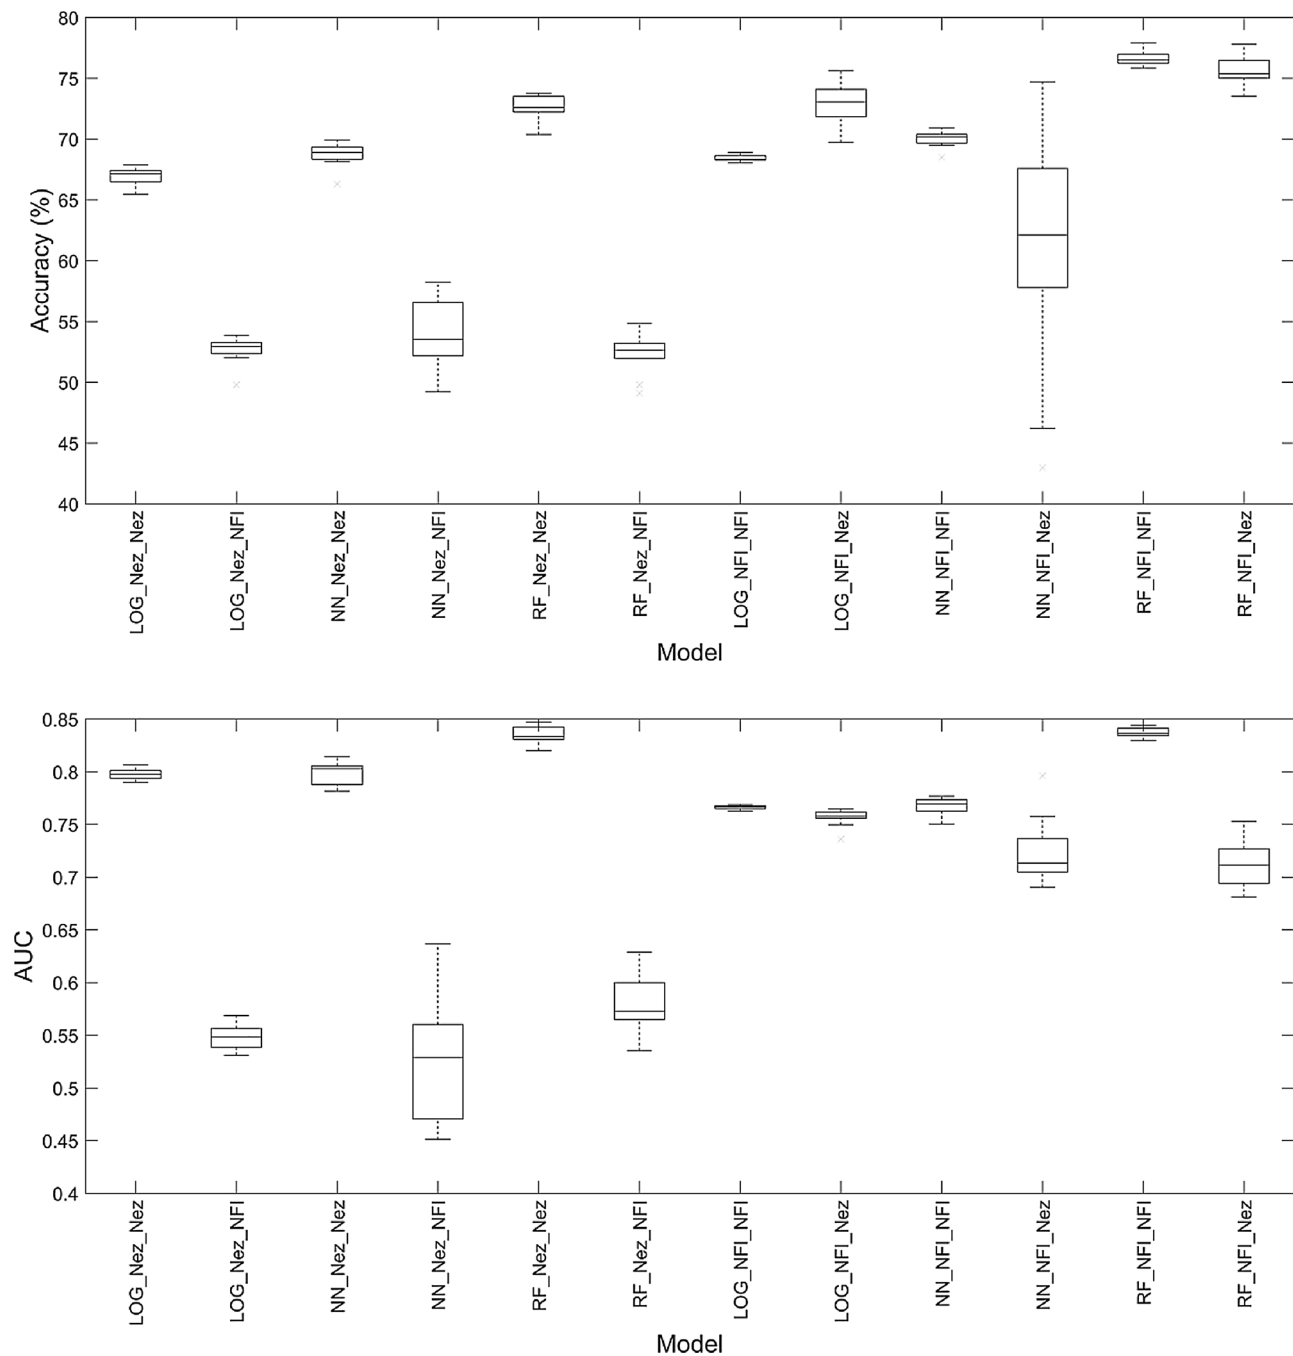 80
75
70
65
60
55
50
45
40
Accuracy (%)
LOG_Nez_Nez
LOG_Nez_NFI
NN_Nez_Nez
NN_Nez_NFI
RF_Nez_Nez
RF_Nez_NFI
LOG_NFI_NFI
LOG_NFI_Nez
NN_NFI_NFI
NN_NFI_Nez
RF_NFI_NFI
RF_NFI_Nez
Model
0.85
0.8
0.75
0.7
0.65
0.6
0.55
0.5
0.45
0.4
AUC
LOG_Nez_Nez
LOG_Nez_NFI
NN_Nez_Nez
NN_Nez_NFI
RF_Nez_Nez
RF_Nez_NFI
LOG_NFI_NFI
LOG_NFI_Nez
NN_NFI_NFI
NN_NFI_Nez
RF_NFI_NFI
RF_NFI_Nez
Model